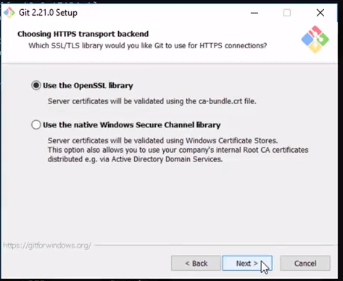 Git 2.21.0 Setup
Choosing HTTPS transport backend
Which SSL/TLS library would you like Git to use for HTTPS connections?
Use the OpenSSL library
Server certificates will be validated using the ca-bundle.crt file.
Use the native Windows Secure Channel library
Server certificates will be validated using Windows Certificate Stores.
This option also allows you to use your company's internal Root CA certificates
distributed e.g. via Active Directory Domain Services.
https://gitforwindows.org/
< Back Next > Cancel